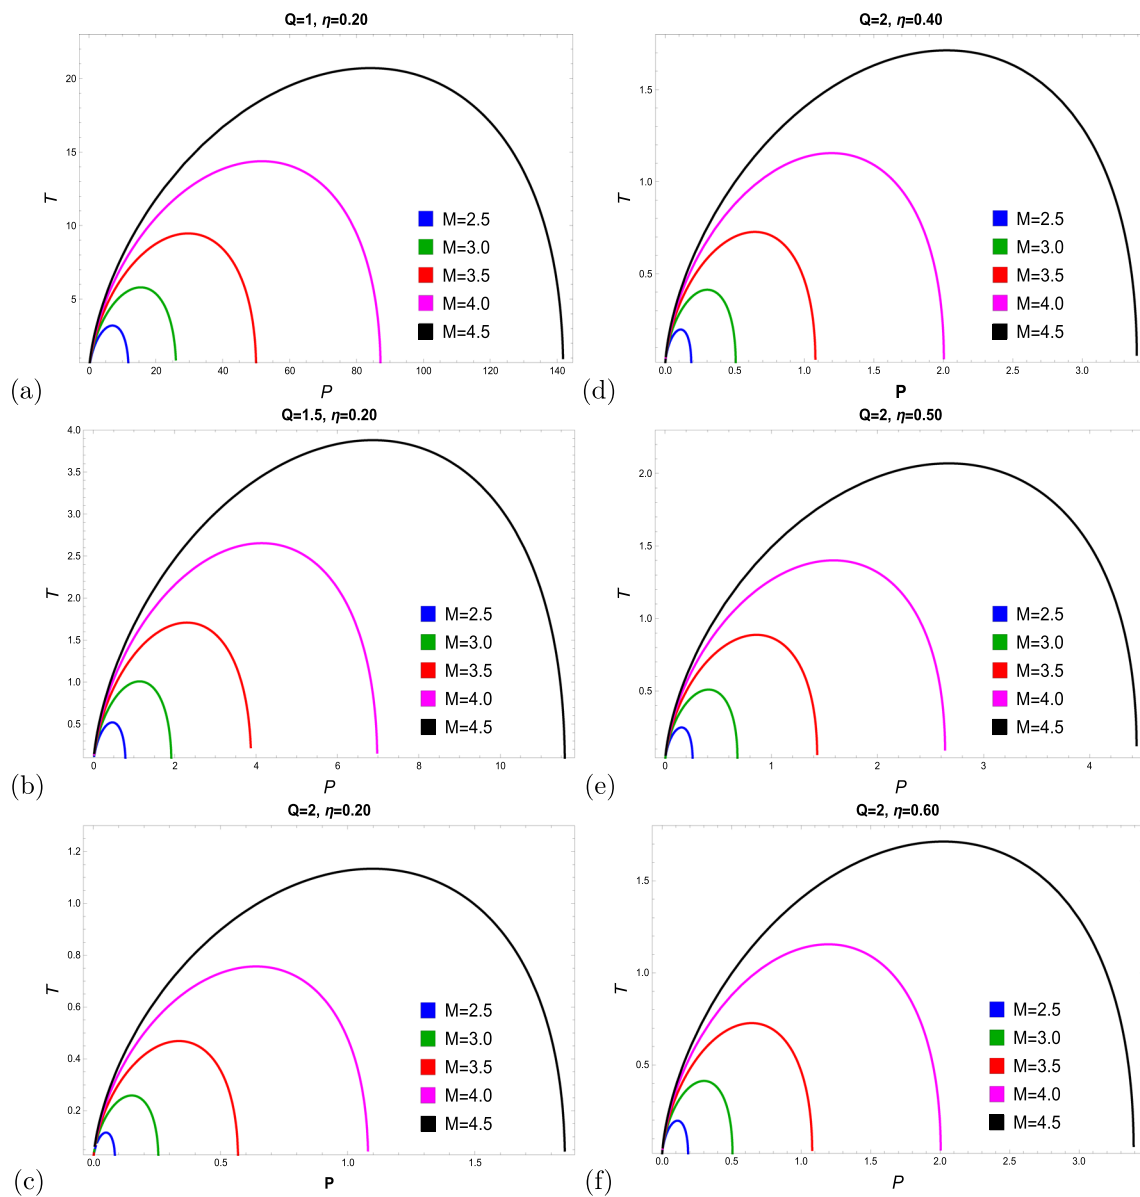 Q=1, η=0.20
T
20
15
10
5
M=2.5
M=3.0
M=3.5
M=4.0
M=4.5
0 20 40 60 80 100 120 140
P
(a)
Q=2, η=0.40
T
1.5
1.0
0.5
M=2.5
M=3.0
M=3.5
M=4.0
M=4.5
0.0 0.5 1.0 1.5 2.0 2.5 3.0
P
(d)
Q=1.5, η=0.20
T
4.0
3.5
3.0
2.5
2.0
1.5
1.0
0.5
M=2.5
M=3.0
M=3.5
M=4.0
M=4.5
0 2 4 6 8 10
P
(b)
Q=2, η=0.50
T
2.0
1.5
1.0
0.5
M=2.5
M=3.0
M=3.5
M=4.0
M=4.5
0 1 2 3 4
P
(e)
Q=2, η=0.20
T
1.2
1.0
0.8
0.6
0.4
0.2
M=2.5
M=3.0
M=3.5
M=4.0
M=4.5
0.0 0.5 1.0 1.5
P
(c)
Q=2, η=0.60
T
1.5
1.0
0.5
M=2.5
M=3.0
M=3.5
M=4.0
M=4.5
0.0 0.5 1.0 1.5 2.0 2.5 3.0
P
(f)